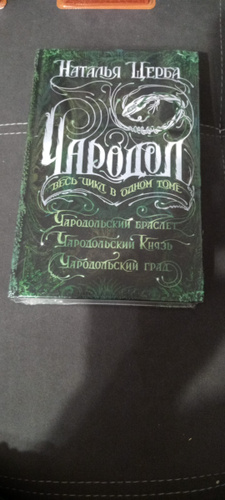 Наталья Щерба
Чародол
весь цикл в одном томе
Чародольский браслет
Чародольский Князь
Чародольский град